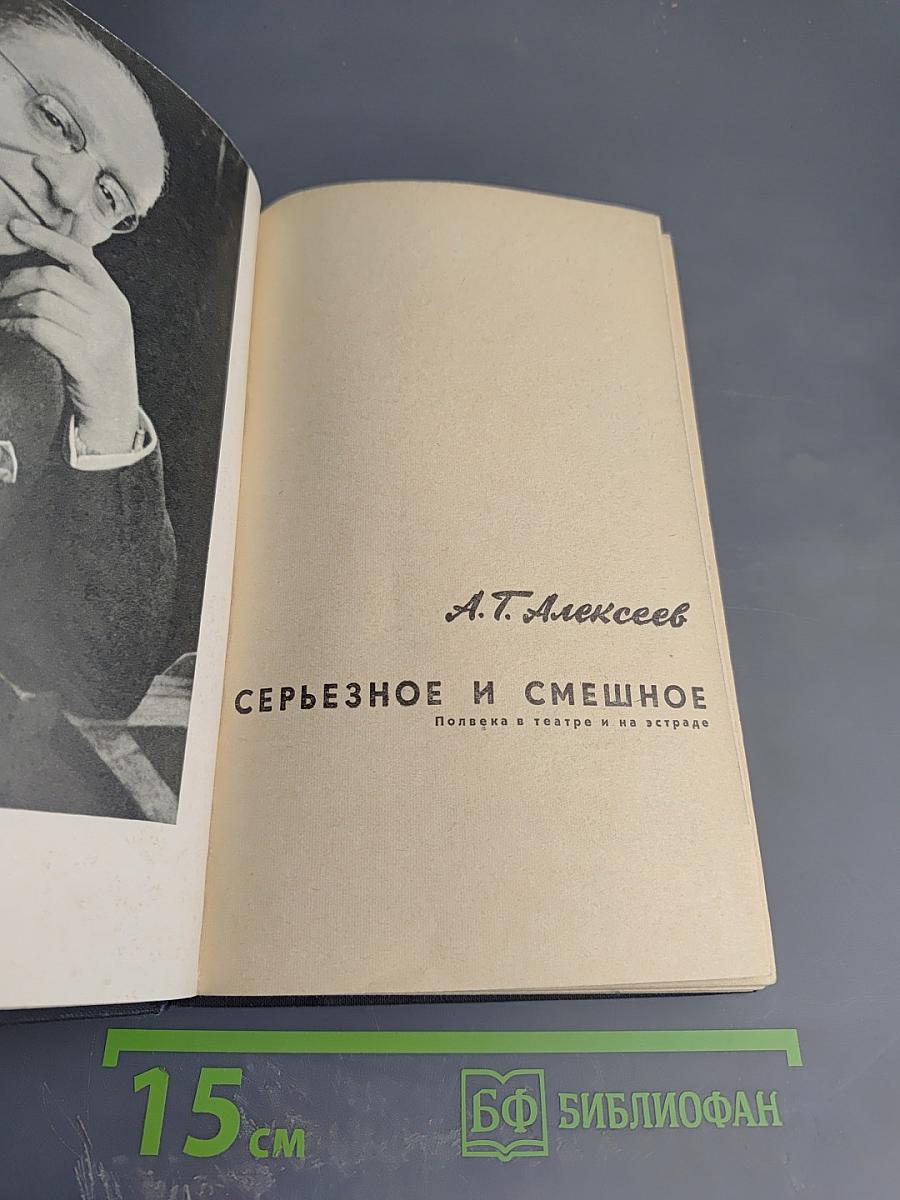 А.Т. Алексеев
СЕРЬЕЗНОЕ И СМЕШНОЕ
Полвека в театре и на эстраде
15 см
БФ БИБЛИОФАН